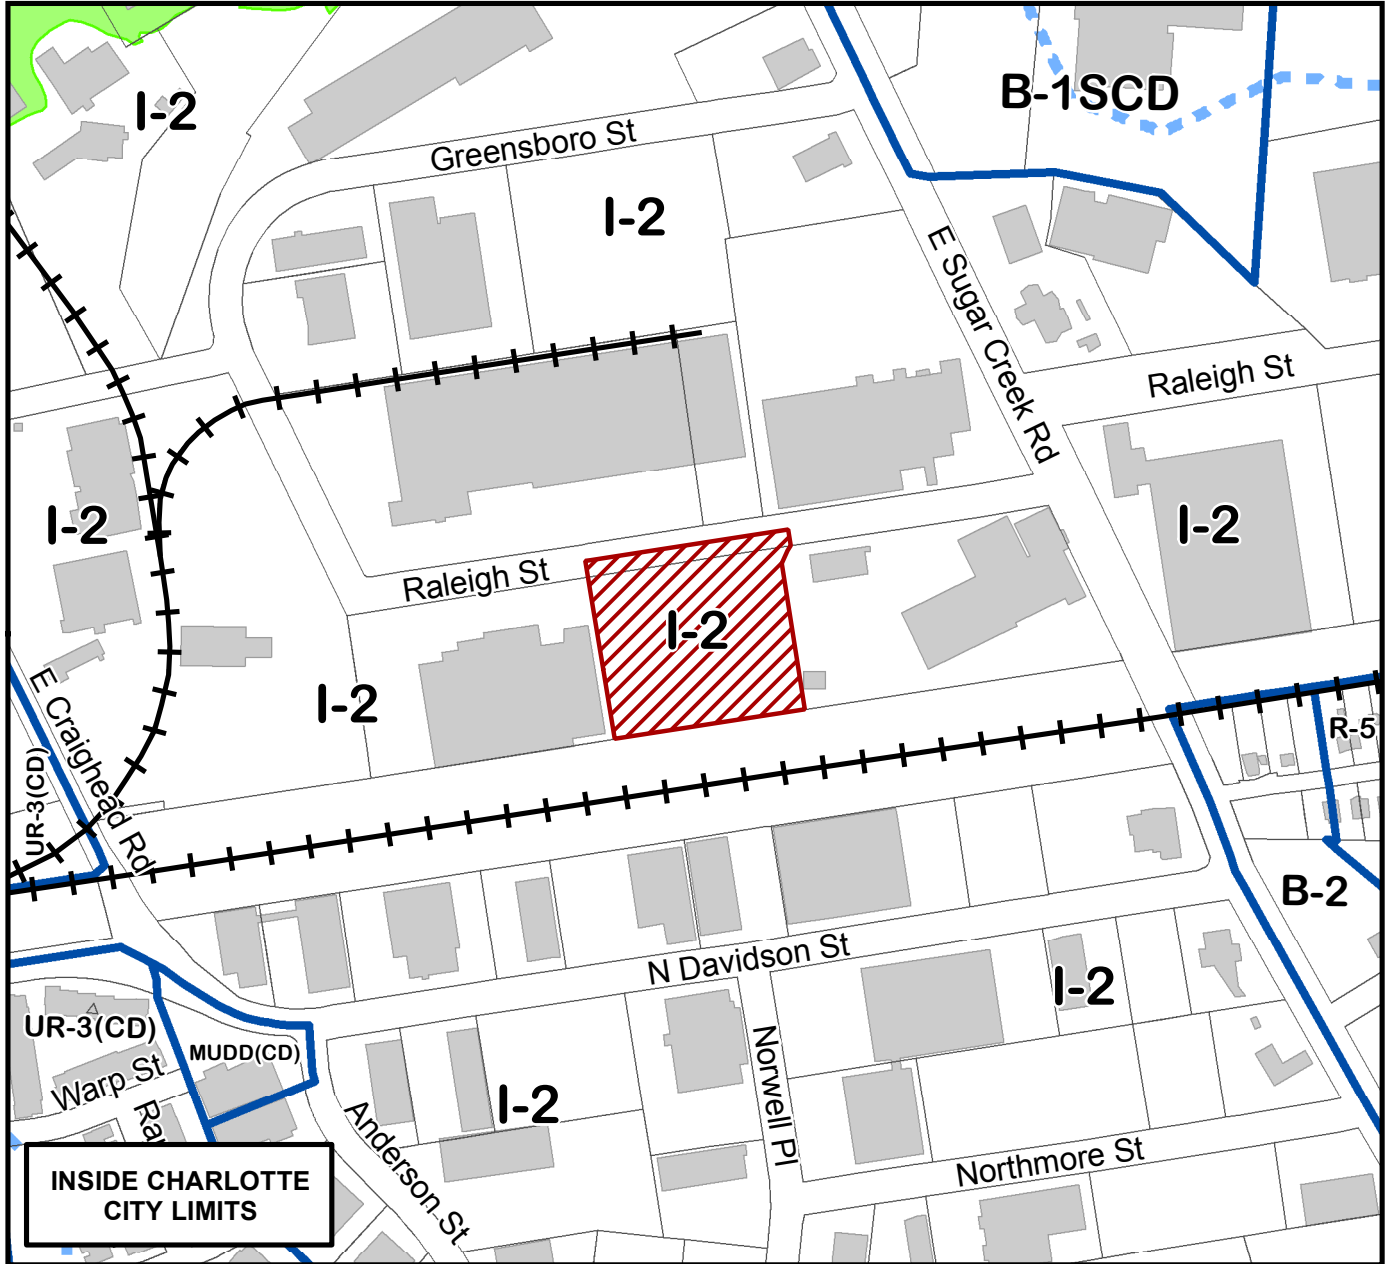 B-1SCD
I-2
Greensboro St
I-2
E Sugar Creek Rd
Raleigh St
I-2
I-2
Raleigh St
I-2
I-2
E Craighead Rd
UR-3(CD)
R-5
B-2
N Davidson St
I-2
UR-3(CD)
MUDD(CD)
Warp St
Norwell Pl
I-2
Anderson St
Northmore St
INSIDE CHARLOTTE
CITY LIMITS